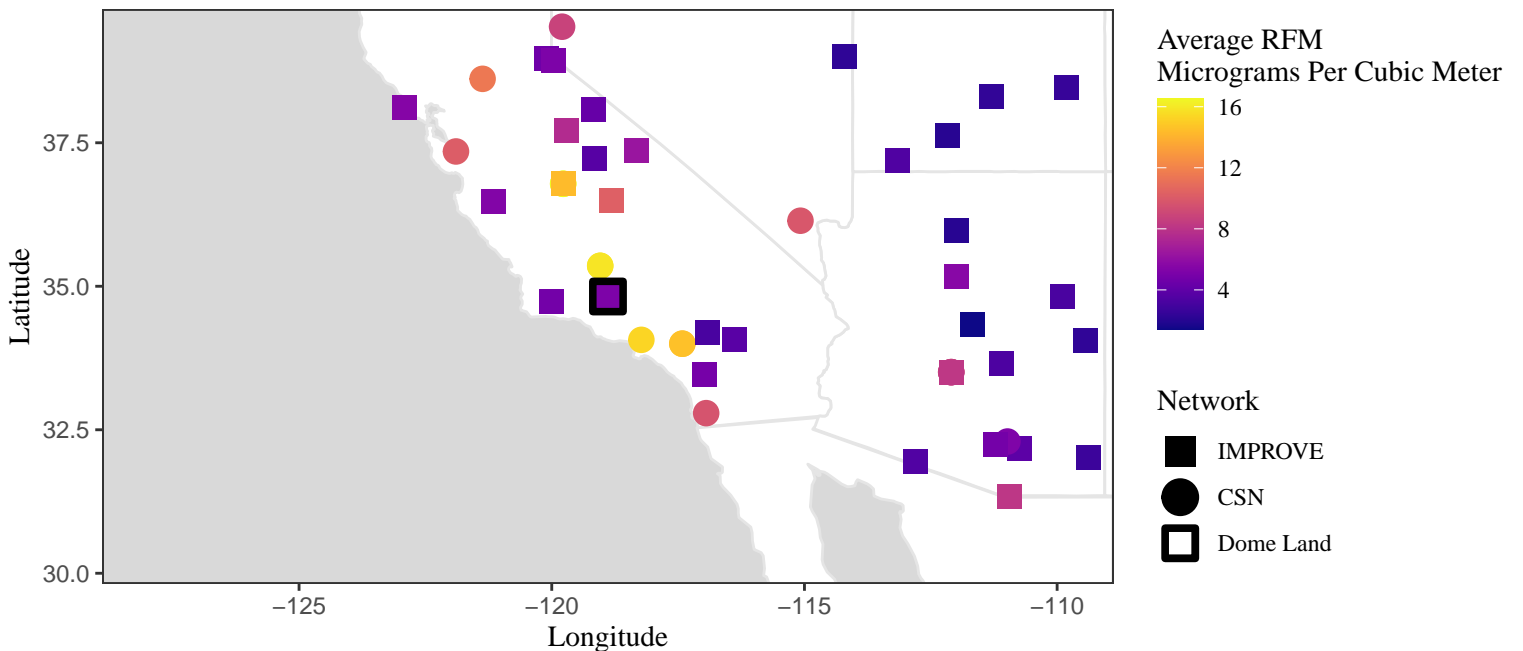 37.5
35.0
32.5
30.0
Latitude
−125
−120
−115
−110
Longitude
Average RFM
Micrograms Per Cubic Meter
16
12
8
4
Network
IMPROVE
CSN
Dome Land